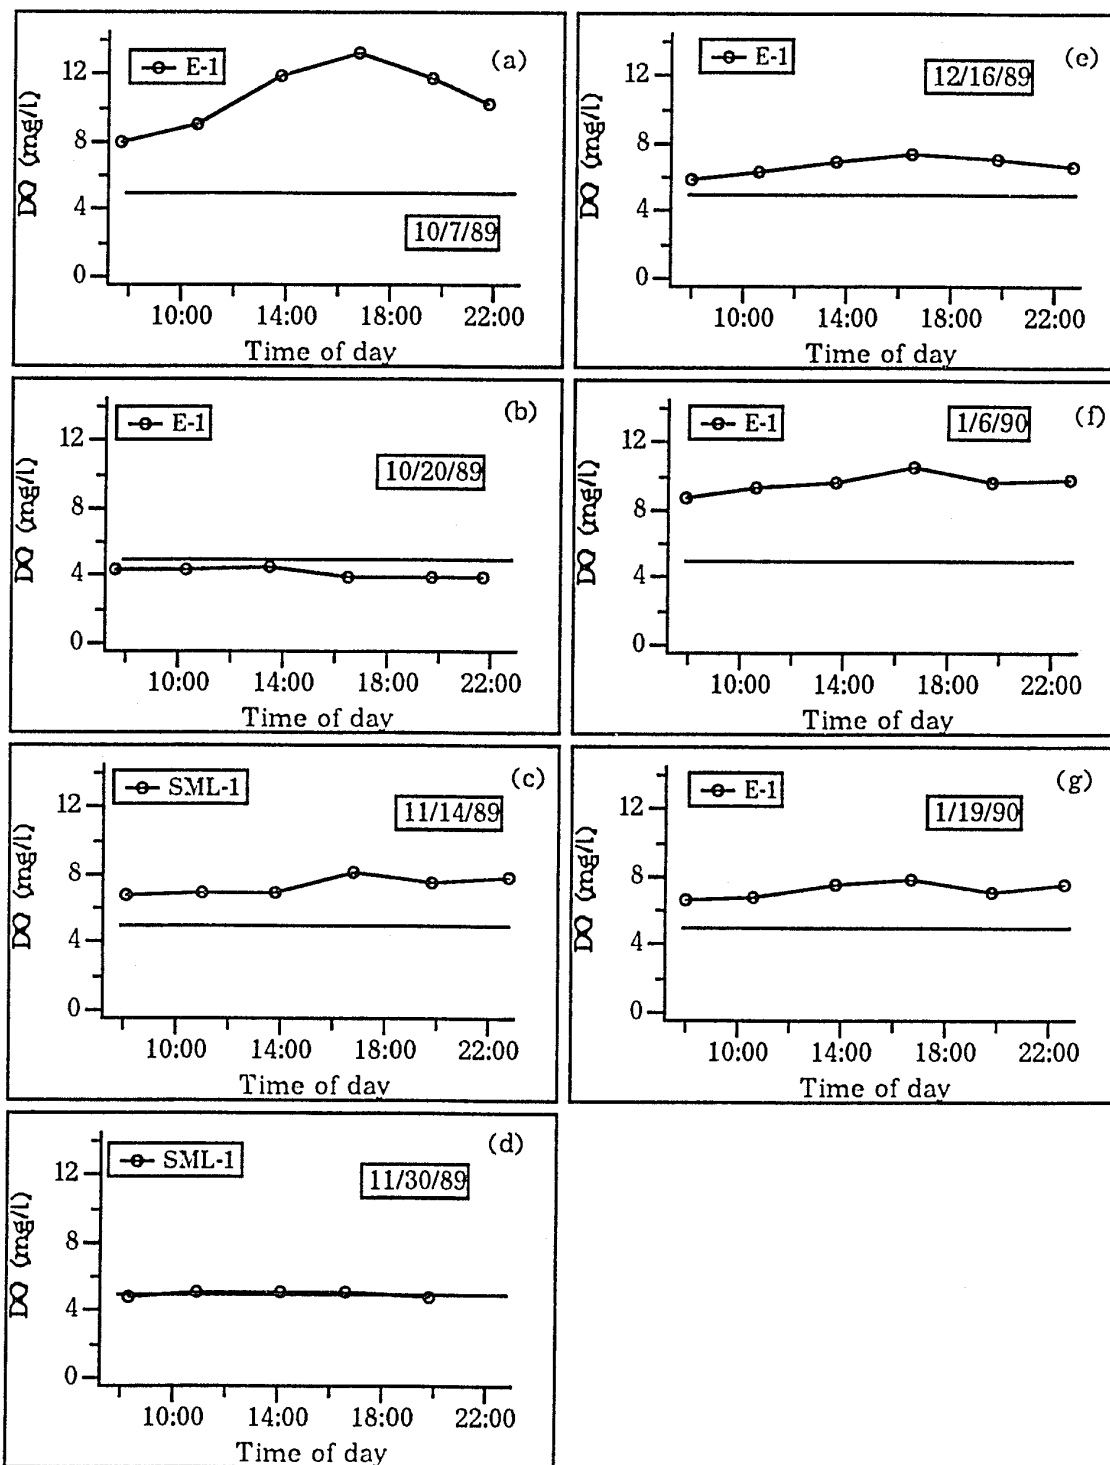 E-1
(a)
12
8
4
0
DO (mg/l)
10/7/89
10:00 14:00 18:00 22:00
Time of day
E-1
(b)
12
8
4
0
DO (mg/l)
10/20/89
10:00 14:00 18:00 22:00
Time of day
SML-1
(c)
12
8
4
0
DO (mg/l)
11/14/89
10:00 14:00 18:00 22:00
Time of day
SML-1
(d)
12
8
4
0
DO (mg/l)
11/30/89
10:00 14:00 18:00 22:00
Time of day
E-1
(e)
12
8
4
0
DO (mg/l)
12/16/89
10:00 14:00 18:00 22:00
Time of day
E-1
(f)
12
8
4
0
DO (mg/l)
1/6/90
10:00 14:00 18:00 22:00
Time of day
E-1
(g)
12
8
4
0
DO (mg/l)
1/19/90
10:00 14:00 18:00 22:00
Time of day